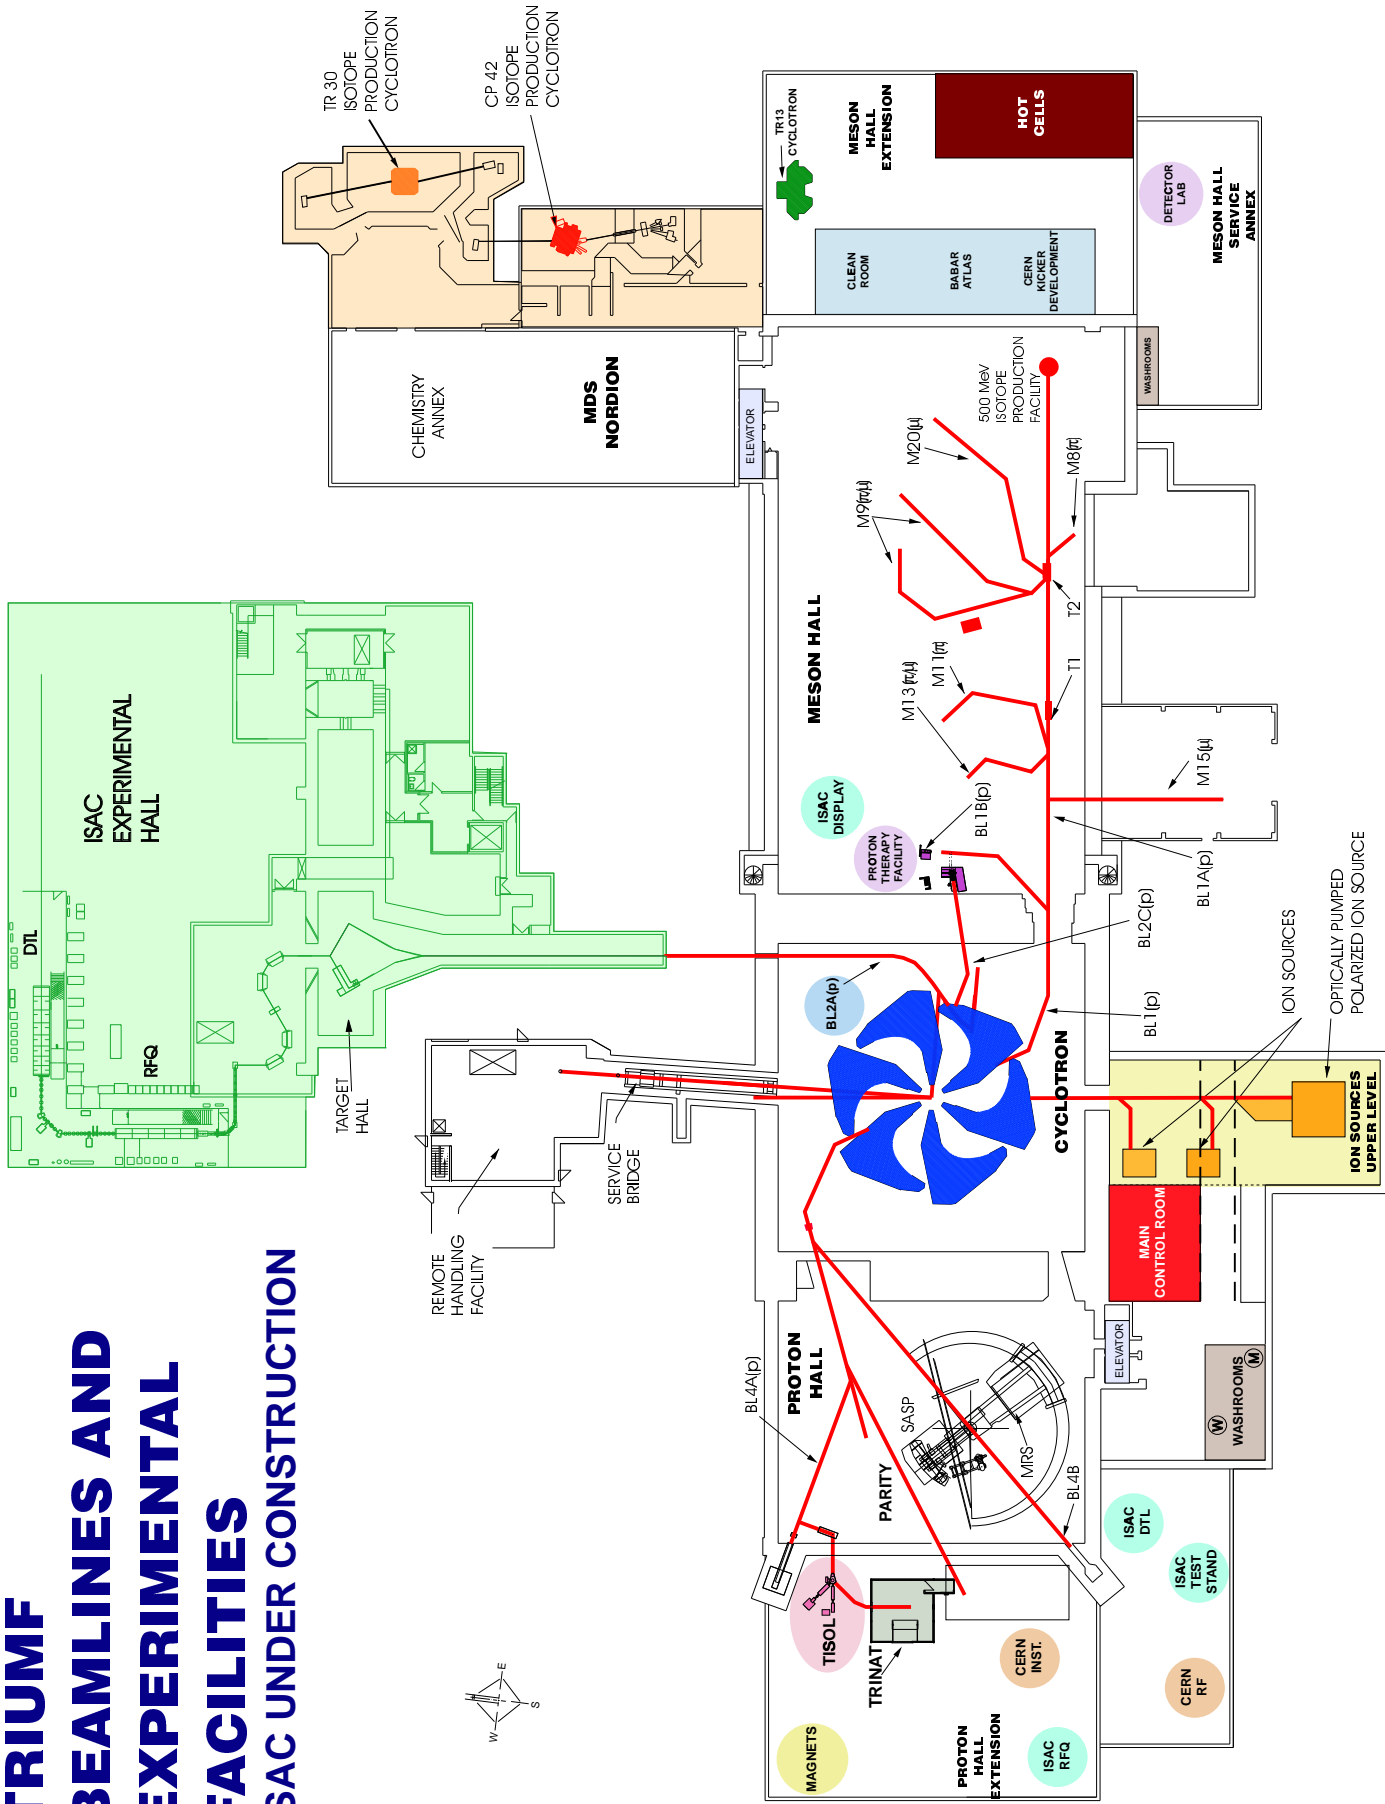 TRIUMF
BEAMLINES AND
EXPERIMENTAL
FACILITIES
SAC UNDER CONSTRUCTION
DTL
RFQ
ISAC
EXPERIMENTAL
HALL
TARGET
HALL
TR 30
ISOTOPE
PRODUCTION
CYCLOTRON
CP 42
ISOTOPE
PRODUCTION
CYCLOTRON
CHEMISTRY
ANNEX
MDS
NORDION
ELEVATOR
REMOTE
HANDLING
FACILITY
SERVICE
BRIDGE
W
E
S
TR13
CYCLOTRON
MESON
HALL
EXTENSION
HOT
CELLS
CLEAN
ROOM
BABAR
ATLAS
CERN
KICKER
DEVELOPMENT
DETECTOR
LAB
MESON HALL
SERVICE
ANNEX
WASHROOMS
500 MeV
ISOTOPE
PRODUCTION
FACILITY
M20(μ)
M9(π/μ)
M8(π)
T2
T1
MESON HALL
M11(π)
M13(π/μ)
M15(μ)
ISAC
DISPLAY
PROTON
THERAPY
FACILITY
BL1B(p)
BL1A(p)
BL2C(p)
BL2A(p)
BL1(p)
CYCLOTRON
ION SOURCES
OPTICALLY PUMPED
POLARIZED ION SOURCE
ION SOURCES
UPPER LEVEL
MAIN
CONTROL ROOM
ELEVATOR
WASHROOMS
W
M
PROTON
HALL
BL4A(p)
SASP
MRS
PARITY
BL4B
TISOL
TRINAT
MAGNETS
PROTON
HALL
EXTENSION
CERN
INST.
ISAC
RFQ
ISAC
DTL
ISAC
TEST
STAND
CERN
RF